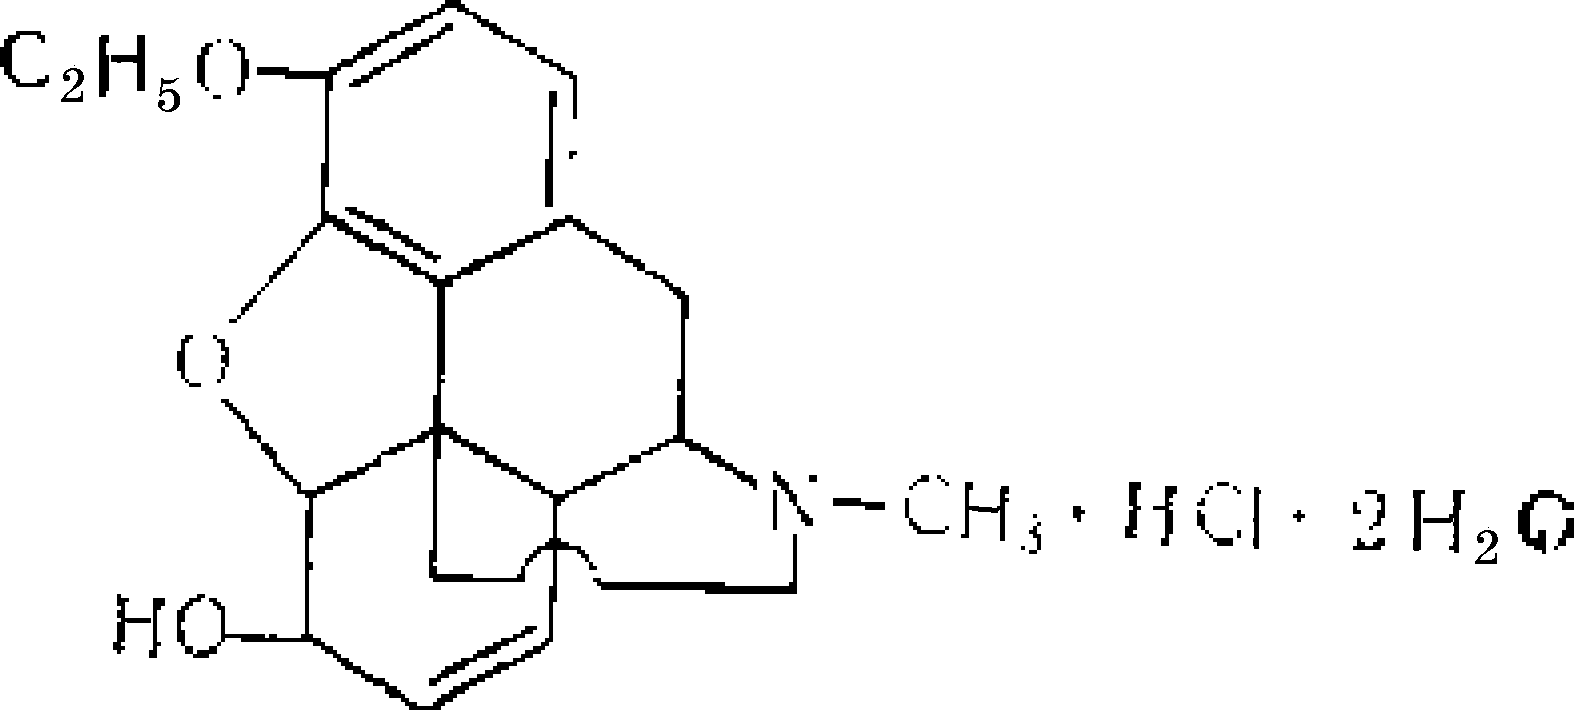 C₂H₅O
O
N—CH₃ · HCl · 2H₂O
HO